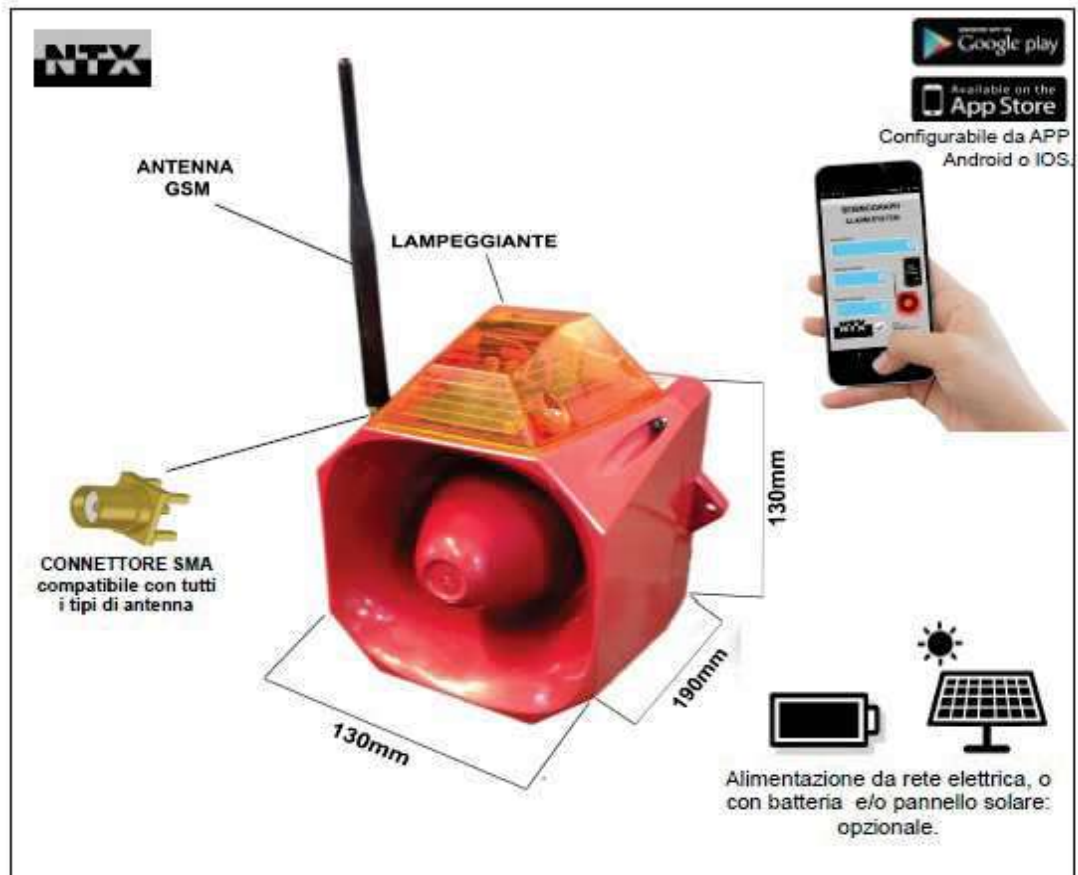 NTX
Google play
Available on the
App Store
Configurabile da APP
Android o IOS.
ANTENNA
GSM
LAMPEGGIANTE
NTX
130mm
CONNETTORE SMA
compatibile con tutti
i tipi di antenna
190mm
130mm
Alimentazione da rete elettrica, o
con batteria e/o pannello solare:
opzionale.